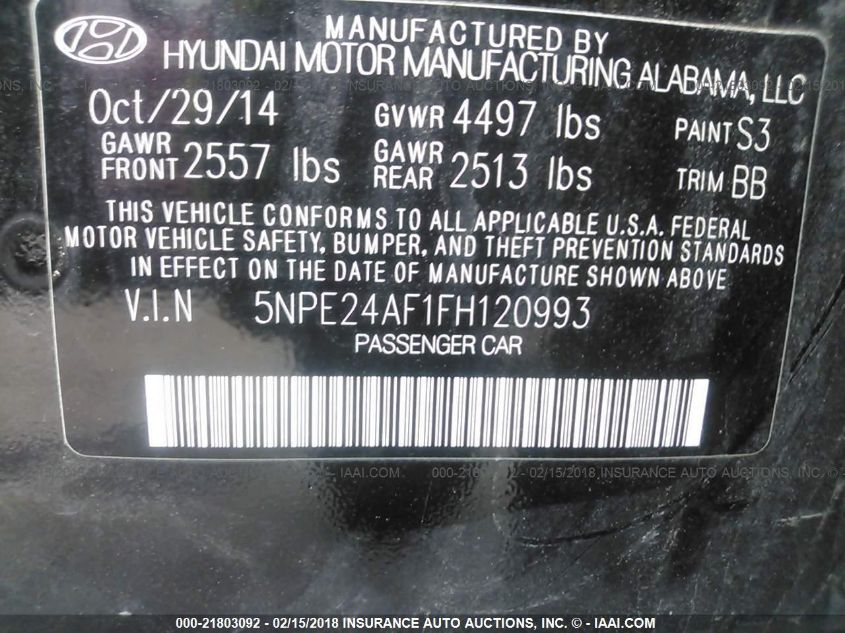 MANUFACTURED BY
HYUNDAI MOTOR MANUFACTURING ALABAMA, LLC
Oct/29/14 GVWR 4497 lbs PAINT S3
GAWR FRONT 2557 lbs GAWR REAR 2513 lbs TRIM BB
THIS VEHICLE CONFORMS TO ALL APPLICABLE U.S.A. FEDERAL
MOTOR VEHICLE SAFETY, BUMPER, AND THEFT PREVENTION STANDARDS
IN EFFECT ON THE DATE OF MANUFACTURE SHOWN ABOVE
V.I.N 5NPE24AF1FH120993
PASSENGER CAR
000-21803092 - 02/15/2018 - INSURANCE AUTO AUCTIONS, INC. - IAAI.COM